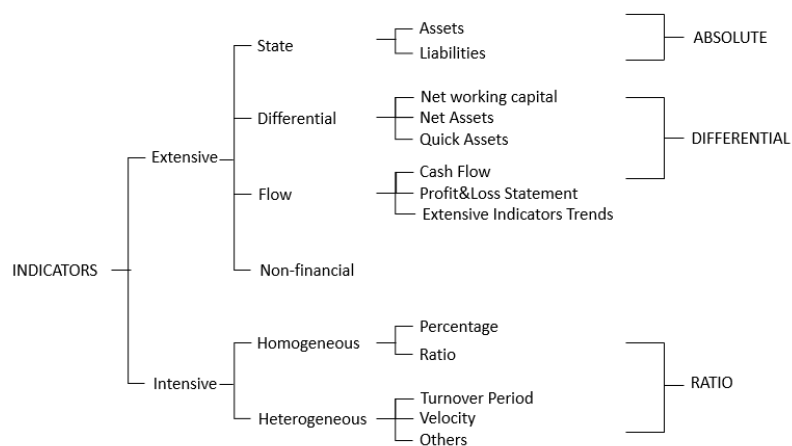 INDICATORS
Extensive
State
Assets
Liabilities
ABSOLUTE
Differential
Net working capital
Net Assets
Quick Assets
DIFFERENTIAL
Flow
Cash Flow
Profit&Loss Statement
Extensive Indicators Trends
Non-financial
Intensive
Homogeneous
Percentage
Ratio
RATIO
Heterogeneous
Turnover Period
Velocity
Others